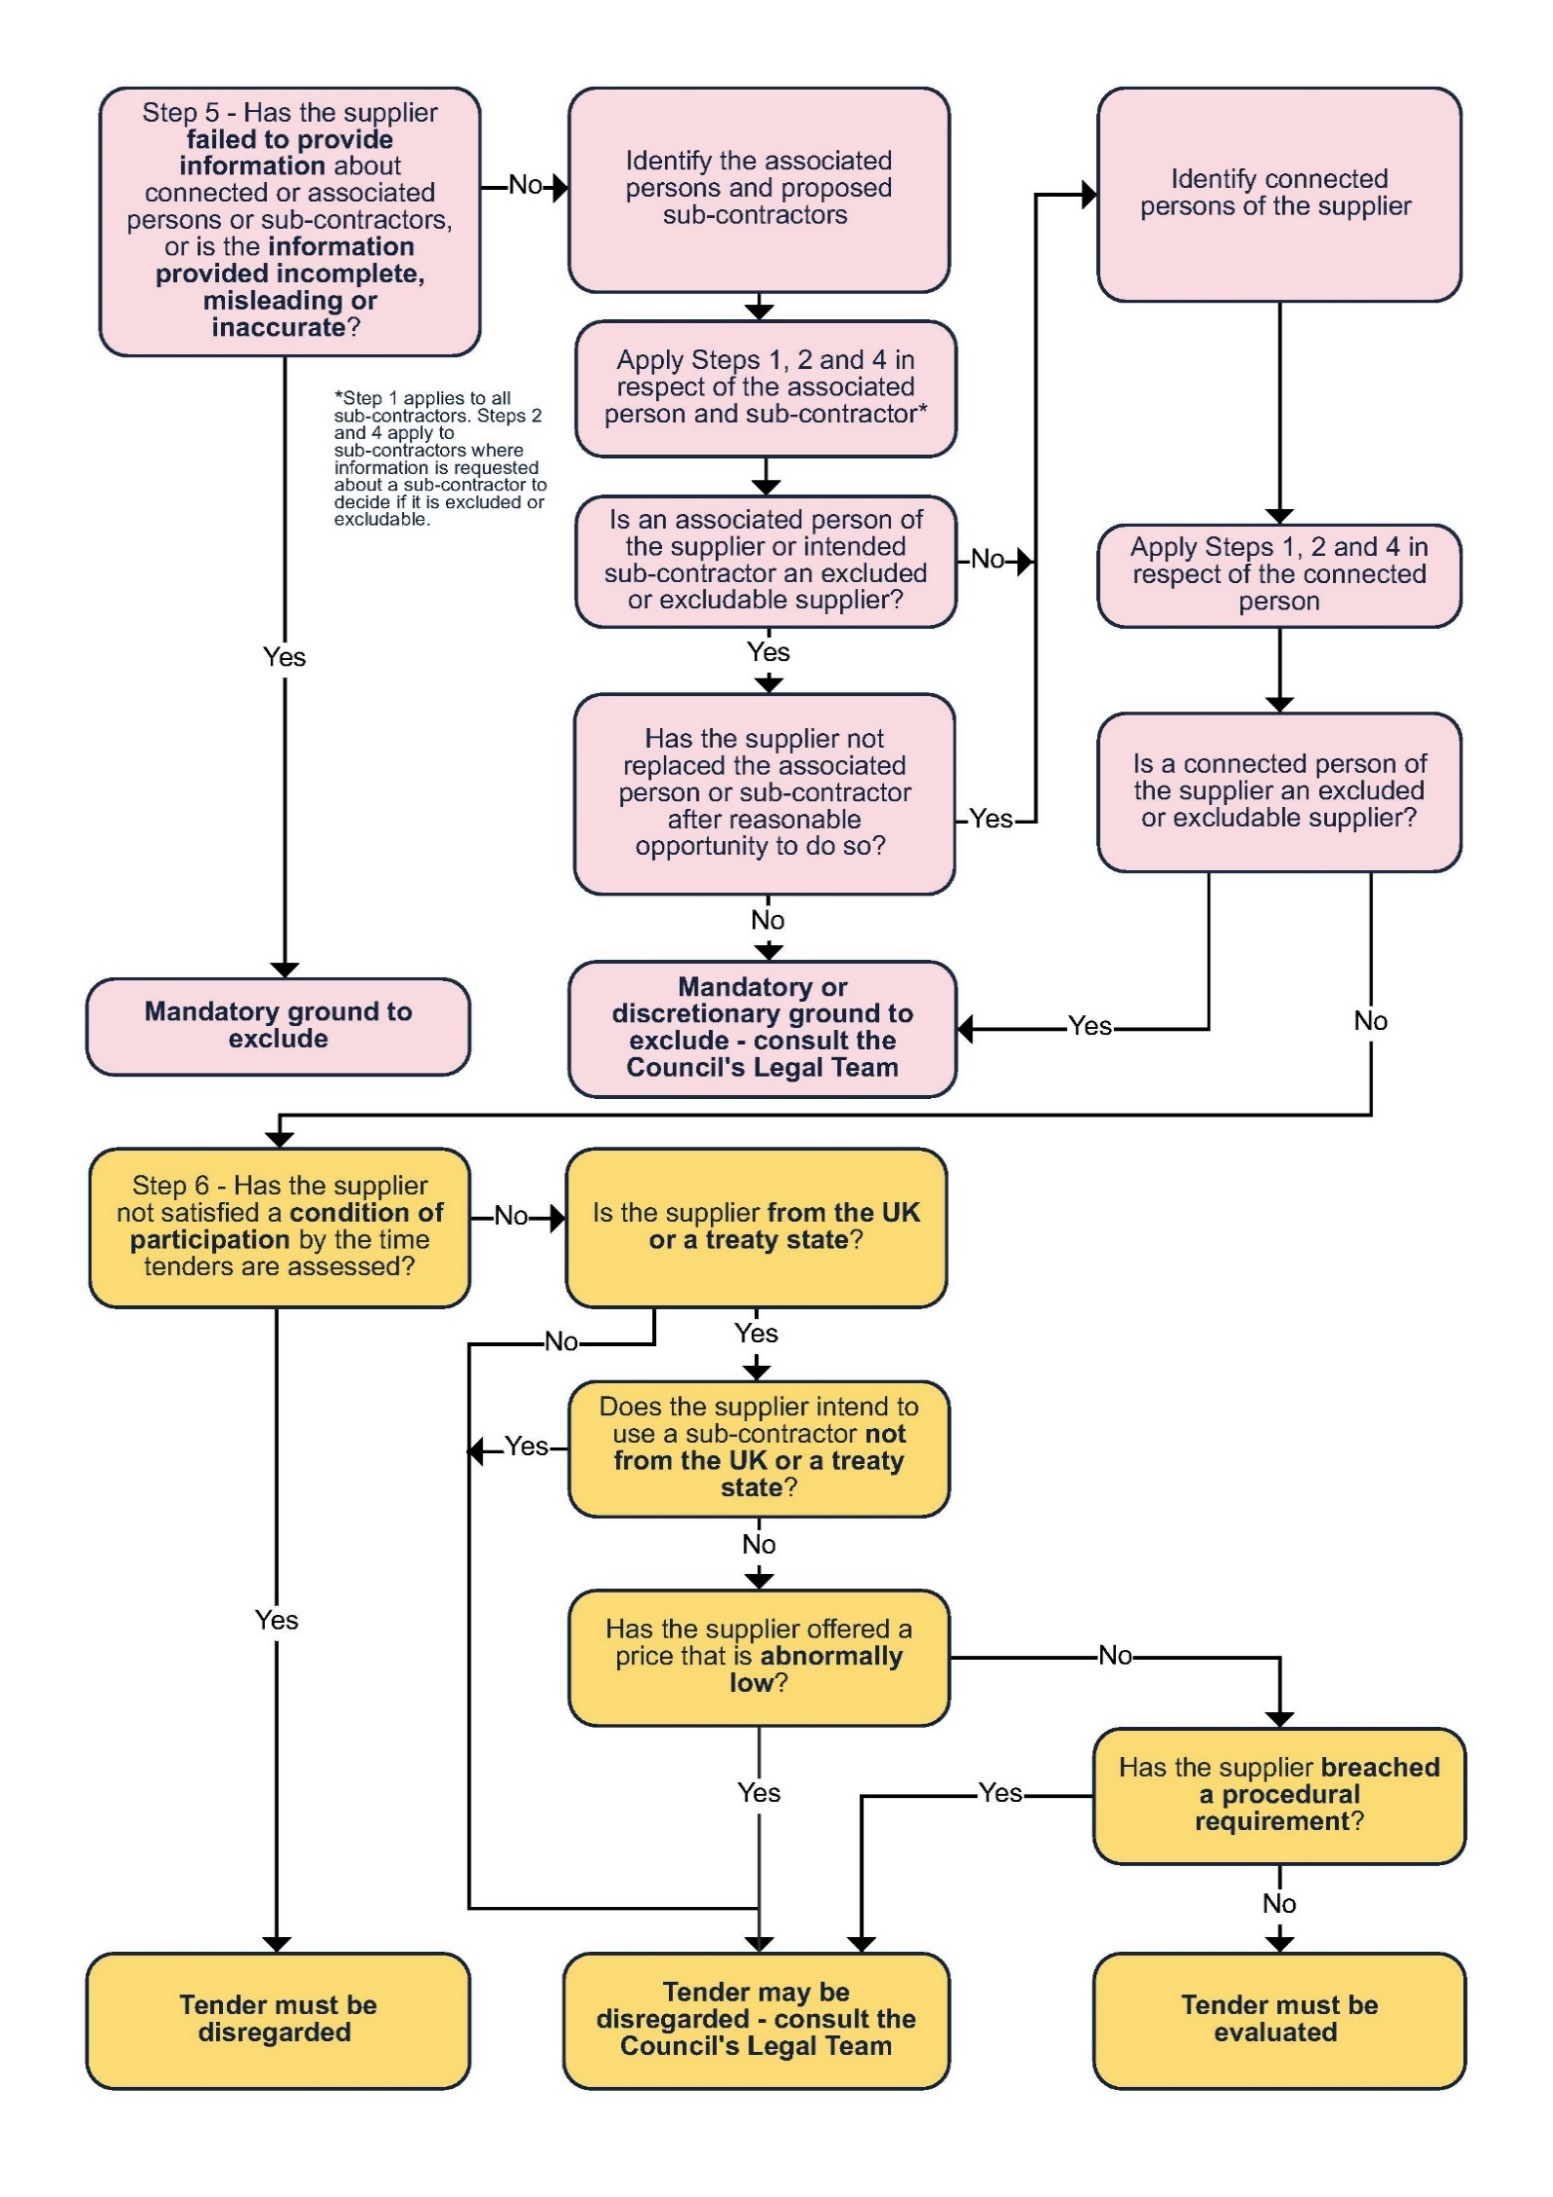 Step 5 - Has the supplier
failed to provide
information about
connected or associated
persons or sub-contractors,
or is the information
provided incomplete,
misleading or
inaccurate?
No
Identify the associated
persons and proposed
sub-contractors
Identify connected
persons of the supplier
*Step 1 applies to all
sub-contractors. Steps 2
and 4 apply to
sub-contractors where
information is requested
about a sub-contractor to
decide if it is excluded or
excludable.
Apply Steps 1, 2 and 4 in
respect of the associated
person and sub-contractor*
Is an associated person of
the supplier or intended
sub-contractor an excluded
or excludable supplier?
No
Apply Steps 1, 2 and 4 in
respect of the connected
person
Yes
Yes
Has the supplier not
replaced the associated
person or sub-contractor
after reasonable
opportunity to do so?
Yes
Is a connected person of
the supplier an excluded
or excludable supplier?
No
Mandatory ground to
exclude
Mandatory or
discretionary ground to
exclude - consult the
Council's Legal Team
Yes
No
Step 6 - Has the supplier
not satisfied a condition of
participation by the time
tenders are assessed?
No
Is the supplier from the UK
or a treaty state?
No
Yes
Does the supplier intend to
use a sub-contractor not
from the UK or a treaty
state?
Yes
No
Yes
Has the supplier offered a
price that is abnormally
low?
No
Yes
Has the supplier breached
a procedural
requirement?
Yes
No
Tender must be
disregarded
Tender may be
disregarded - consult the
Council's Legal Team
Tender must be
evaluated